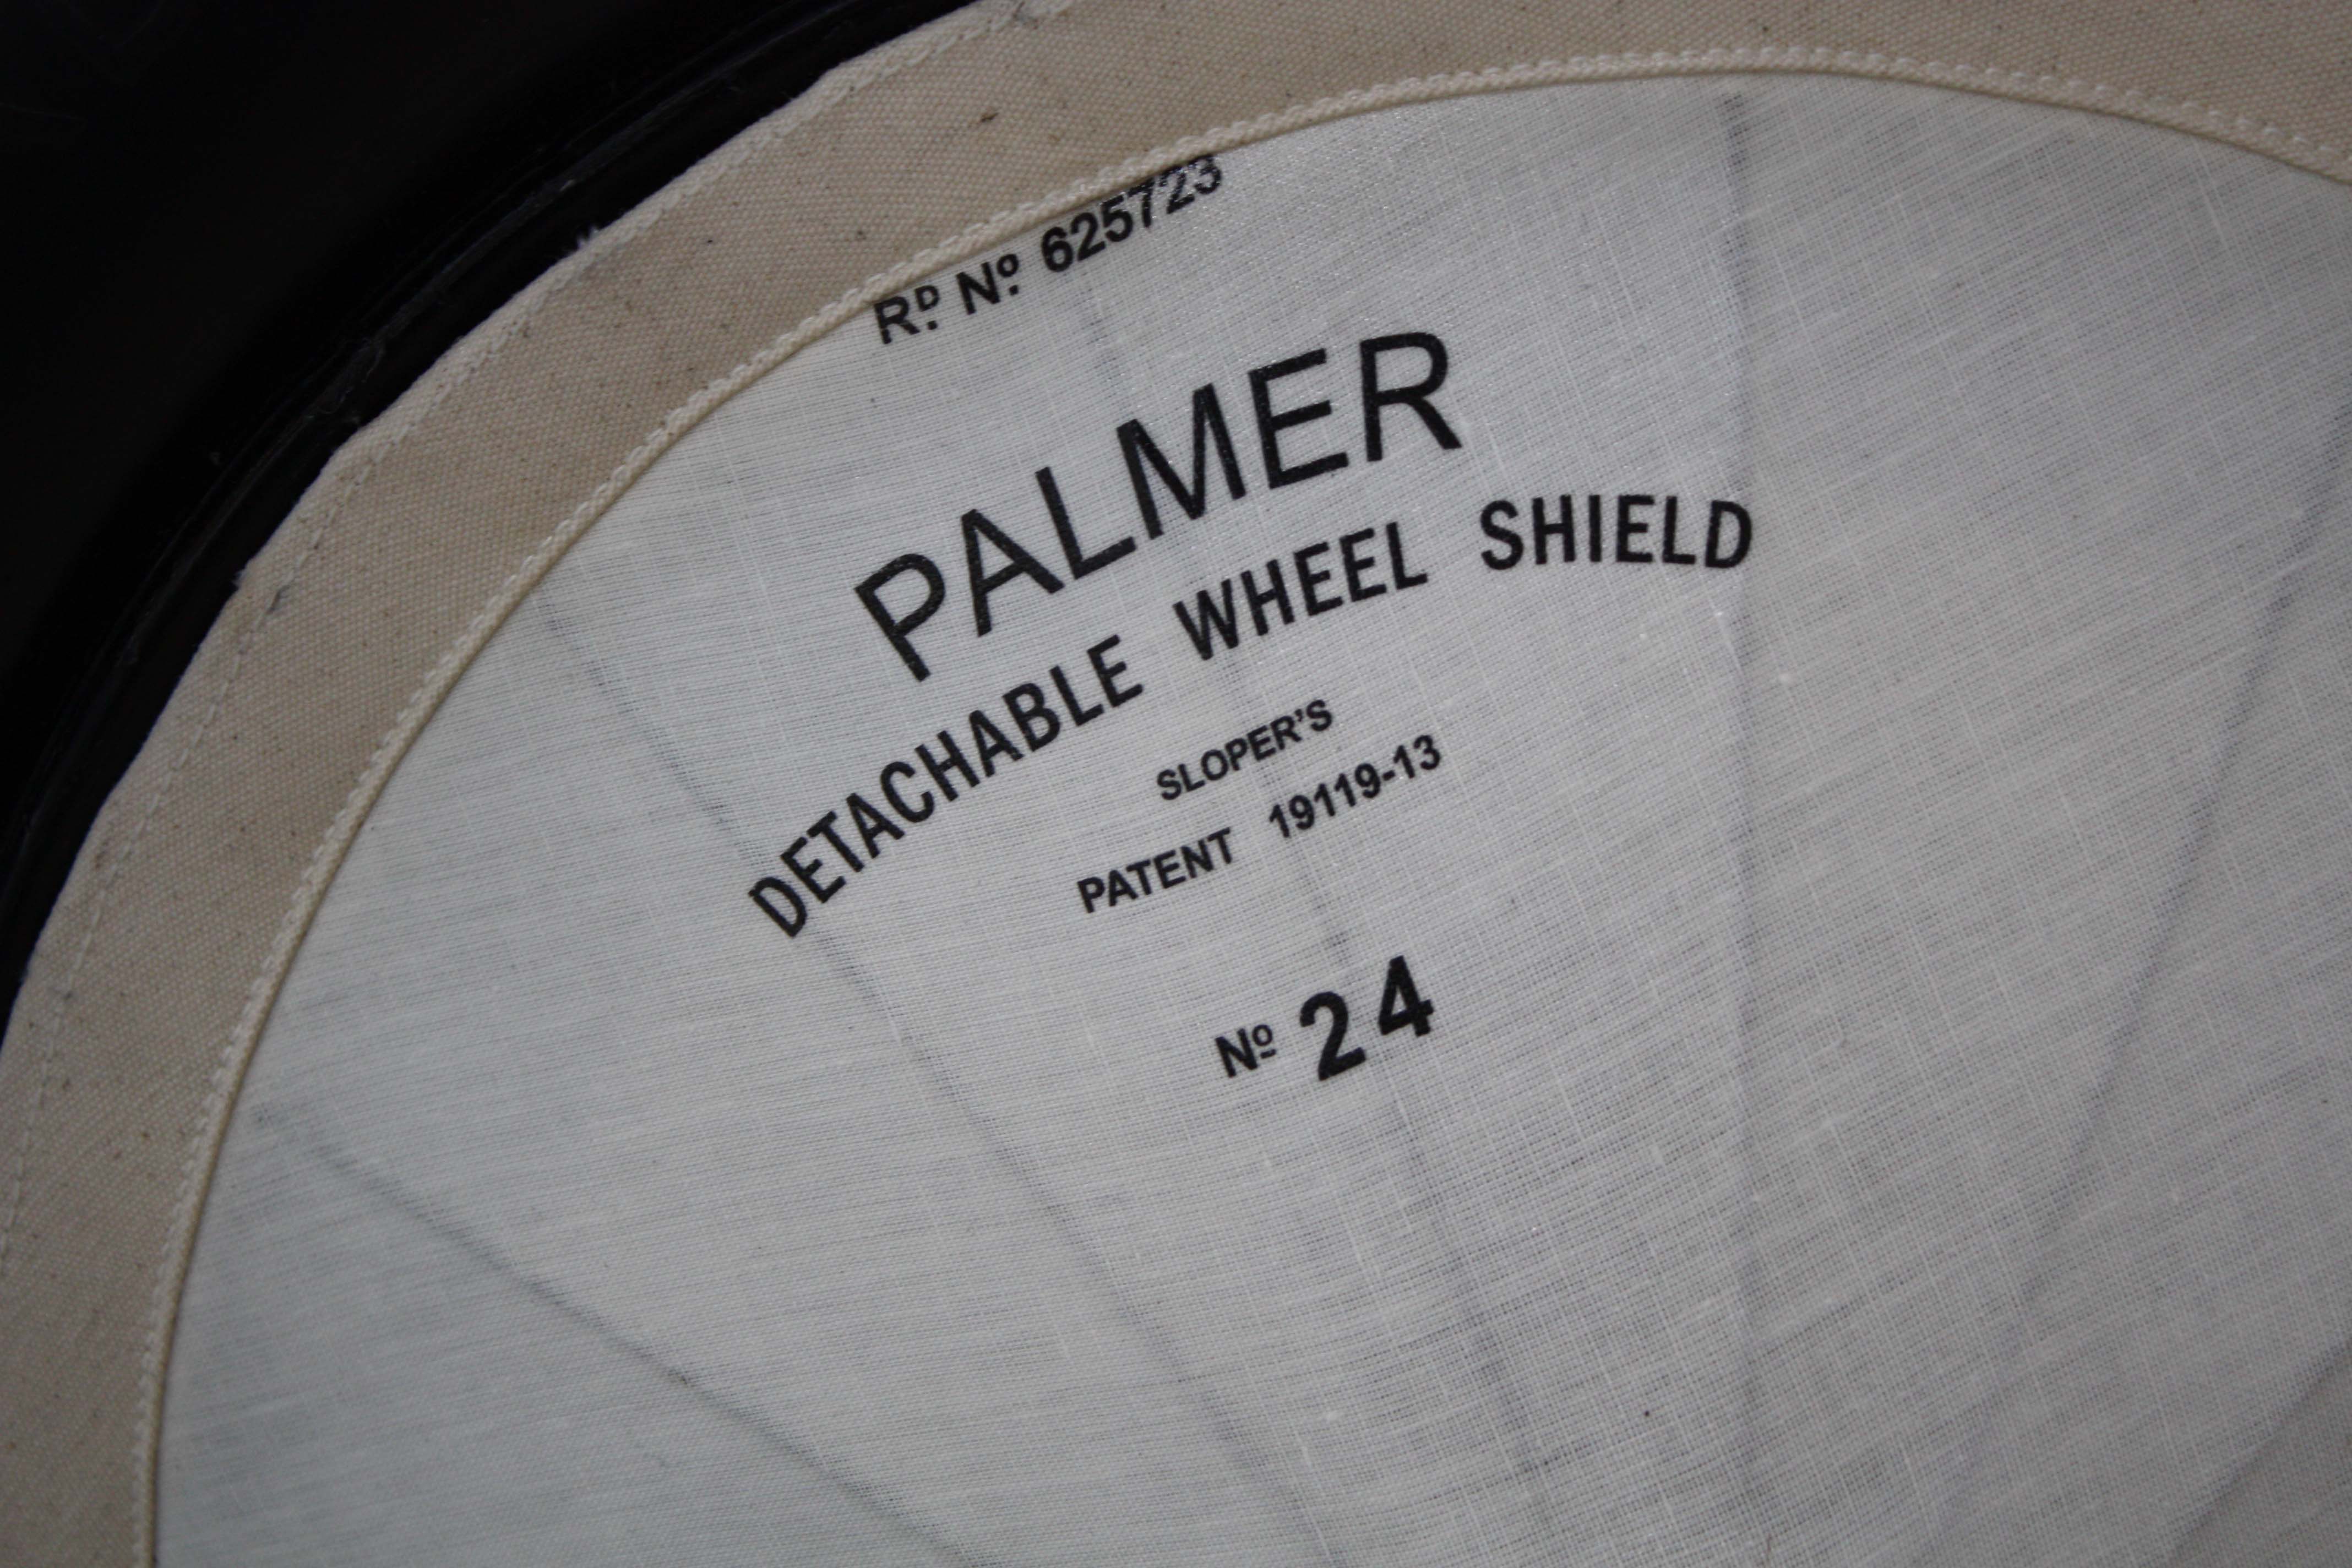 Rᴰ. Nº. 625723
PALMER
DETACHABLE WHEEL SHIELD
SLOPER'S
PATENT 19119-13
Nº 24